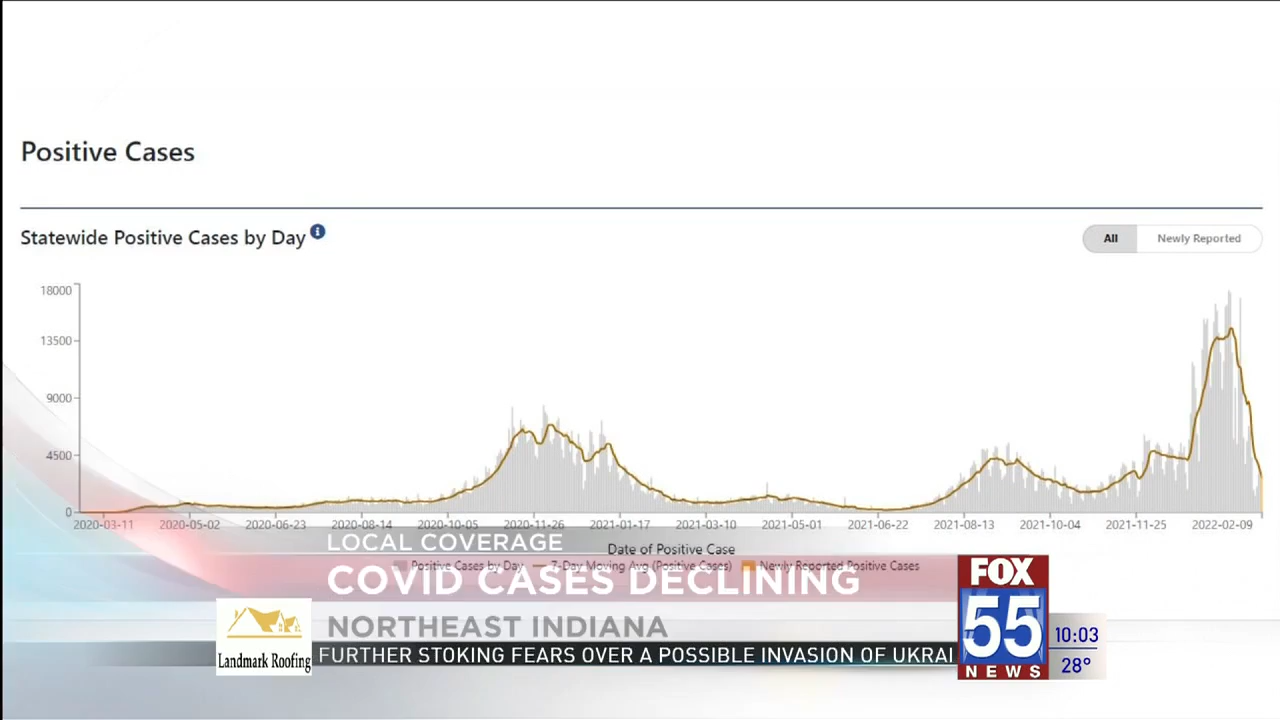 Positive Cases
Statewide Positive Cases by Day
i
All
Newly Reported
18000
13500
9000
4500
0
2020-03-11 2020-05-02 2020-06-23 2020-08-14 2020-10-05 2020-11-26 2021-01-17 2021-03-10 2021-05-01 2021-06-22 2021-08-13 2021-10-04 2021-11-25 2022-02-09
Date of Positive Case
Positive Cases by Day 7-Day Moving Avg (Positive Cases) Newly Reported Positive Cases
LOCAL COVERAGE
COVID CASES DECLINING
NORTHEAST INDIANA
FURTHER STOKING FEARS OVER A POSSIBLE INVASION OF UKRAI
Landmark Roofing
FOX
55
NEWS
10:03
28°